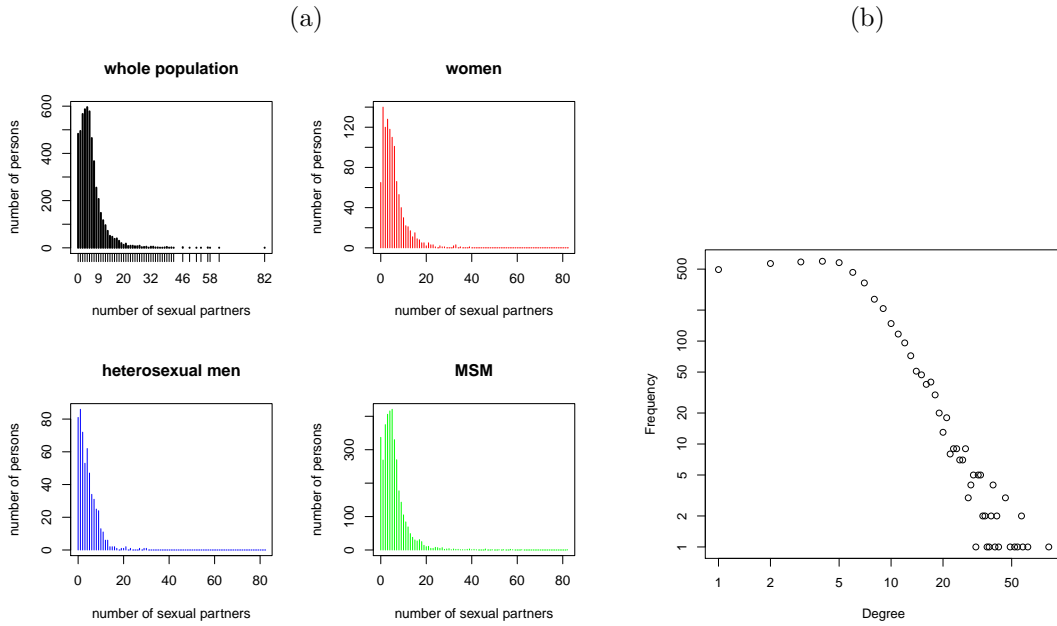 (a)
(b)
whole population
number of persons
0 200 400 600
0 9 20 32 46 58 82
number of sexual partners
women
number of persons
0 40 80 120
0 20 40 60 80
number of sexual partners
heterosexual men
number of persons
0 20 40 60 80
0 20 40 60 80
number of sexual partners
MSM
number of persons
0 100 300
0 20 40 60 80
number of sexual partners
Frequency
1 2 5 10 20 50 100 500
1 2 5 10 20 50
Degree